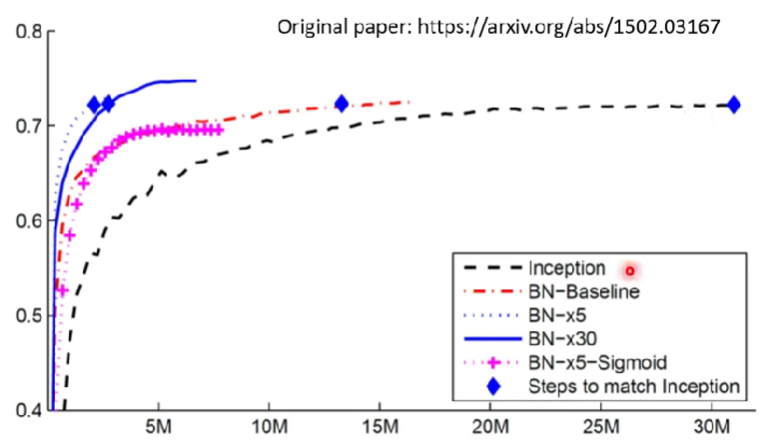 Original paper: https://arxiv.org/abs/1502.03167
0.8
0.7
0.6
0.5
0.4
5M 10M 15M 20M 25M 30M
Inception
BN-Baseline
BN-x5
BN-x30
BN-x5-Sigmoid
Steps to match Inception